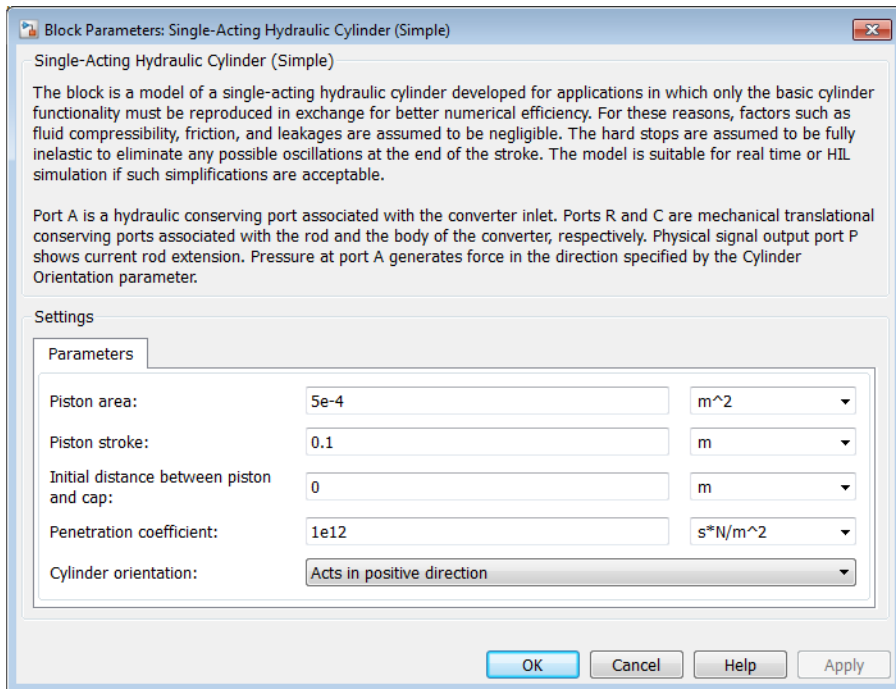 Block Parameters: Single-Acting Hydraulic Cylinder (Simple)
Single-Acting Hydraulic Cylinder (Simple)
The block is a model of a single-acting hydraulic cylinder developed for applications in which only the basic cylinder
functionality must be reproduced in exchange for better numerical efficiency. For these reasons, factors such as
fluid compressibility, friction, and leakages are assumed to be negligible. The hard stops are assumed to be fully
inelastic to eliminate any possible oscillations at the end of the stroke. The model is suitable for real time or HIL
simulation if such simplifications are acceptable.
Port A is a hydraulic conserving port associated with the converter inlet. Ports R and C are mechanical translational
conserving ports associated with the rod and the body of the converter, respectively. Physical signal output port P
shows current rod extension. Pressure at port A generates force in the direction specified by the Cylinder
Orientation parameter.
Settings
Parameters
Piston area: 5e-4 m^2
Piston stroke: 0.1 m
Initial distance between piston
and cap: 0 m
Penetration coefficient: 1e12 s*N/m^2
Cylinder orientation: Acts in positive direction
OK Cancel Help Apply